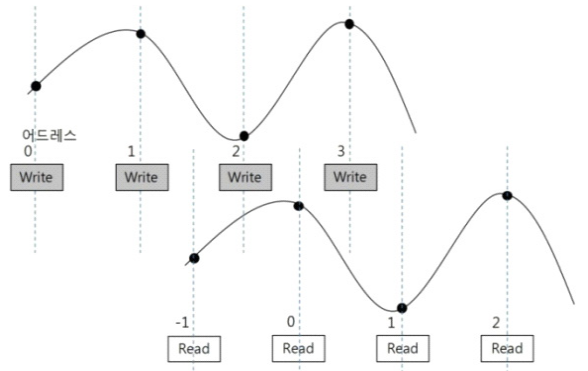 어드레스
0 1 2 3
Write Write Write Write
-1 0 1 2
Read Read Read Read